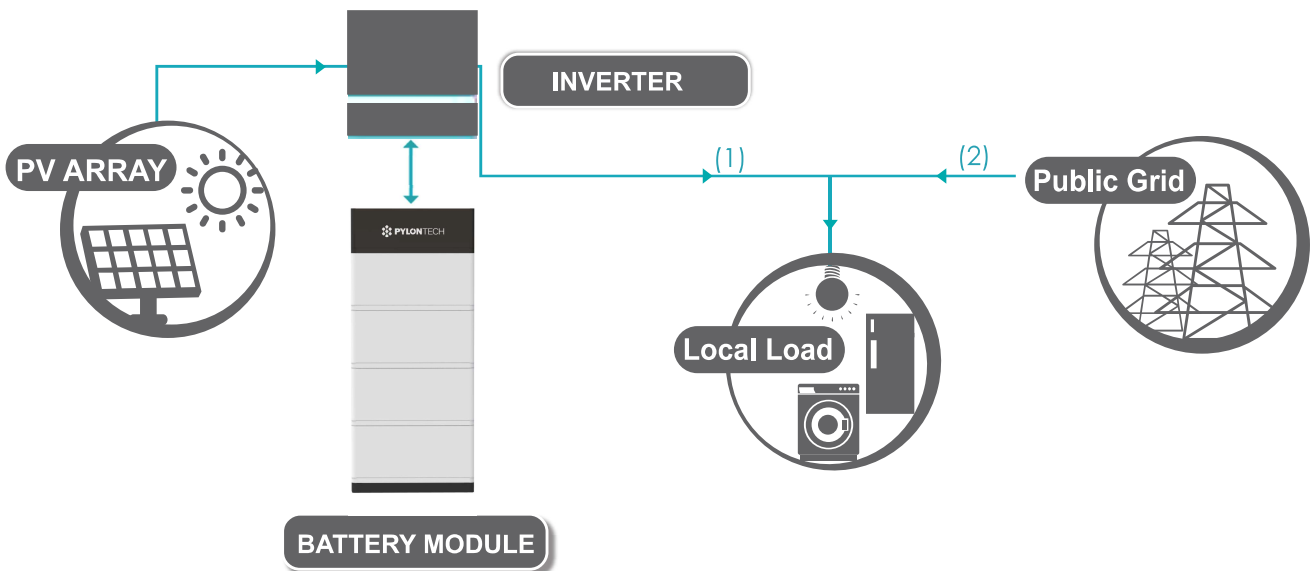 INVERTER
PV ARRAY
(1)
(2)
Public Grid
PYLONTECH
Local Load
BATTERY MODULE